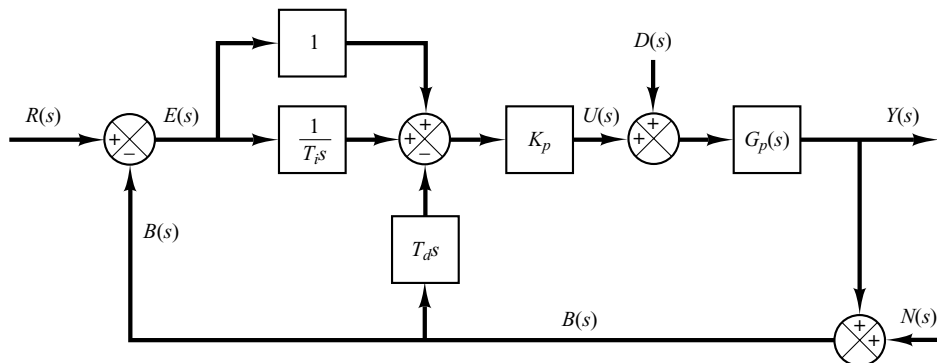 1
D(s)
R(s)
E(s)
U(s)
Y(s)
+
+
+
+
−
1
T_i s
+
−
K_p
+
+
G_p(s)
B(s)
T_d s
B(s)
N(s)
+
+